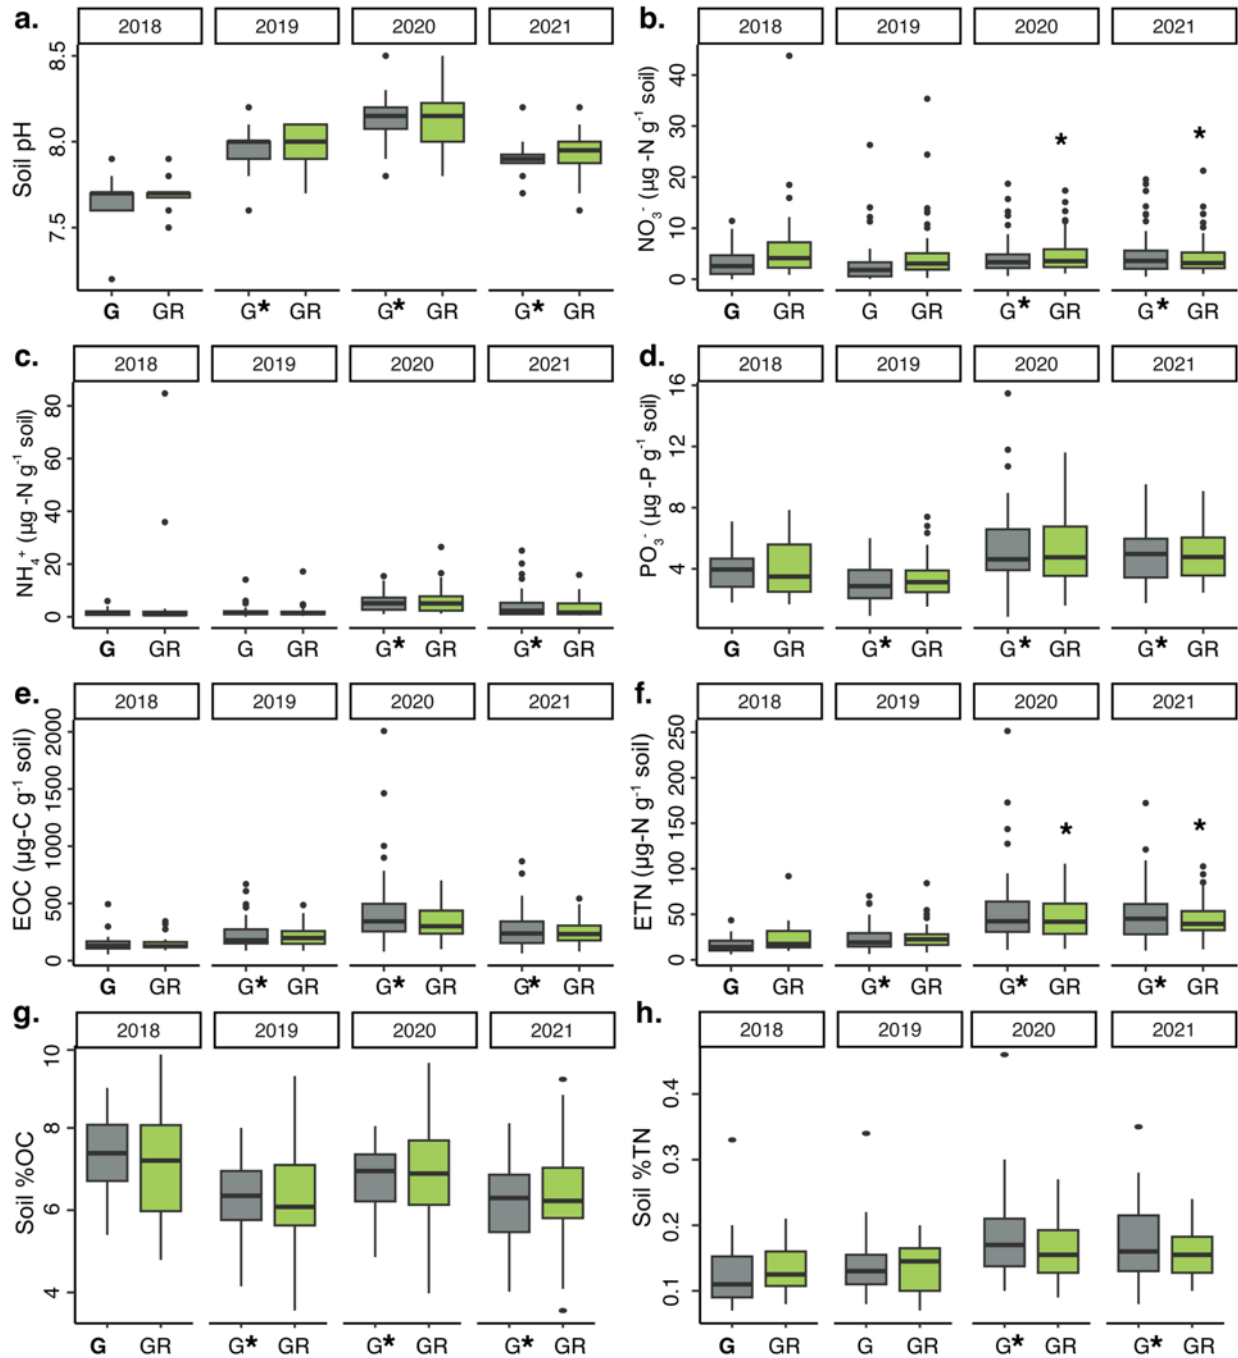 a.
2018 2019 2020 2021
Soil pH
8.5
8.0
7.5
G GR G* GR G* GR G* GR
b.
2018 2019 2020 2021
NO₃⁻ (µg -N g⁻¹ soil)
40
30
20
10
0
* *
G GR G GR G* GR G* GR
c.
2018 2019 2020 2021
NH₄⁺ (µg -N g⁻¹ soil)
80
60
40
20
0
G GR G GR G* GR G* GR
d.
2018 2019 2020 2021
PO₃⁻ (µg -P g⁻¹ soil)
16
12
8
4
G GR G* GR G* GR G* GR
e.
2018 2019 2020 2021
EOC (µg-C g⁻¹ soil)
2000
1500
1000
500
0
G GR G* GR G* GR G* GR
f.
2018 2019 2020 2021
ETN (µg-N g⁻¹ soil)
250
200
150
100
50
0
* *
G GR G* GR G* GR G* GR
g.
2018 2019 2020 2021
Soil %OC
10
8
6
4
G GR G* GR G* GR G* GR
h.
2018 2019 2020 2021
Soil %TN
0.4
0.3
0.2
0.1
G GR G GR G* GR G* GR